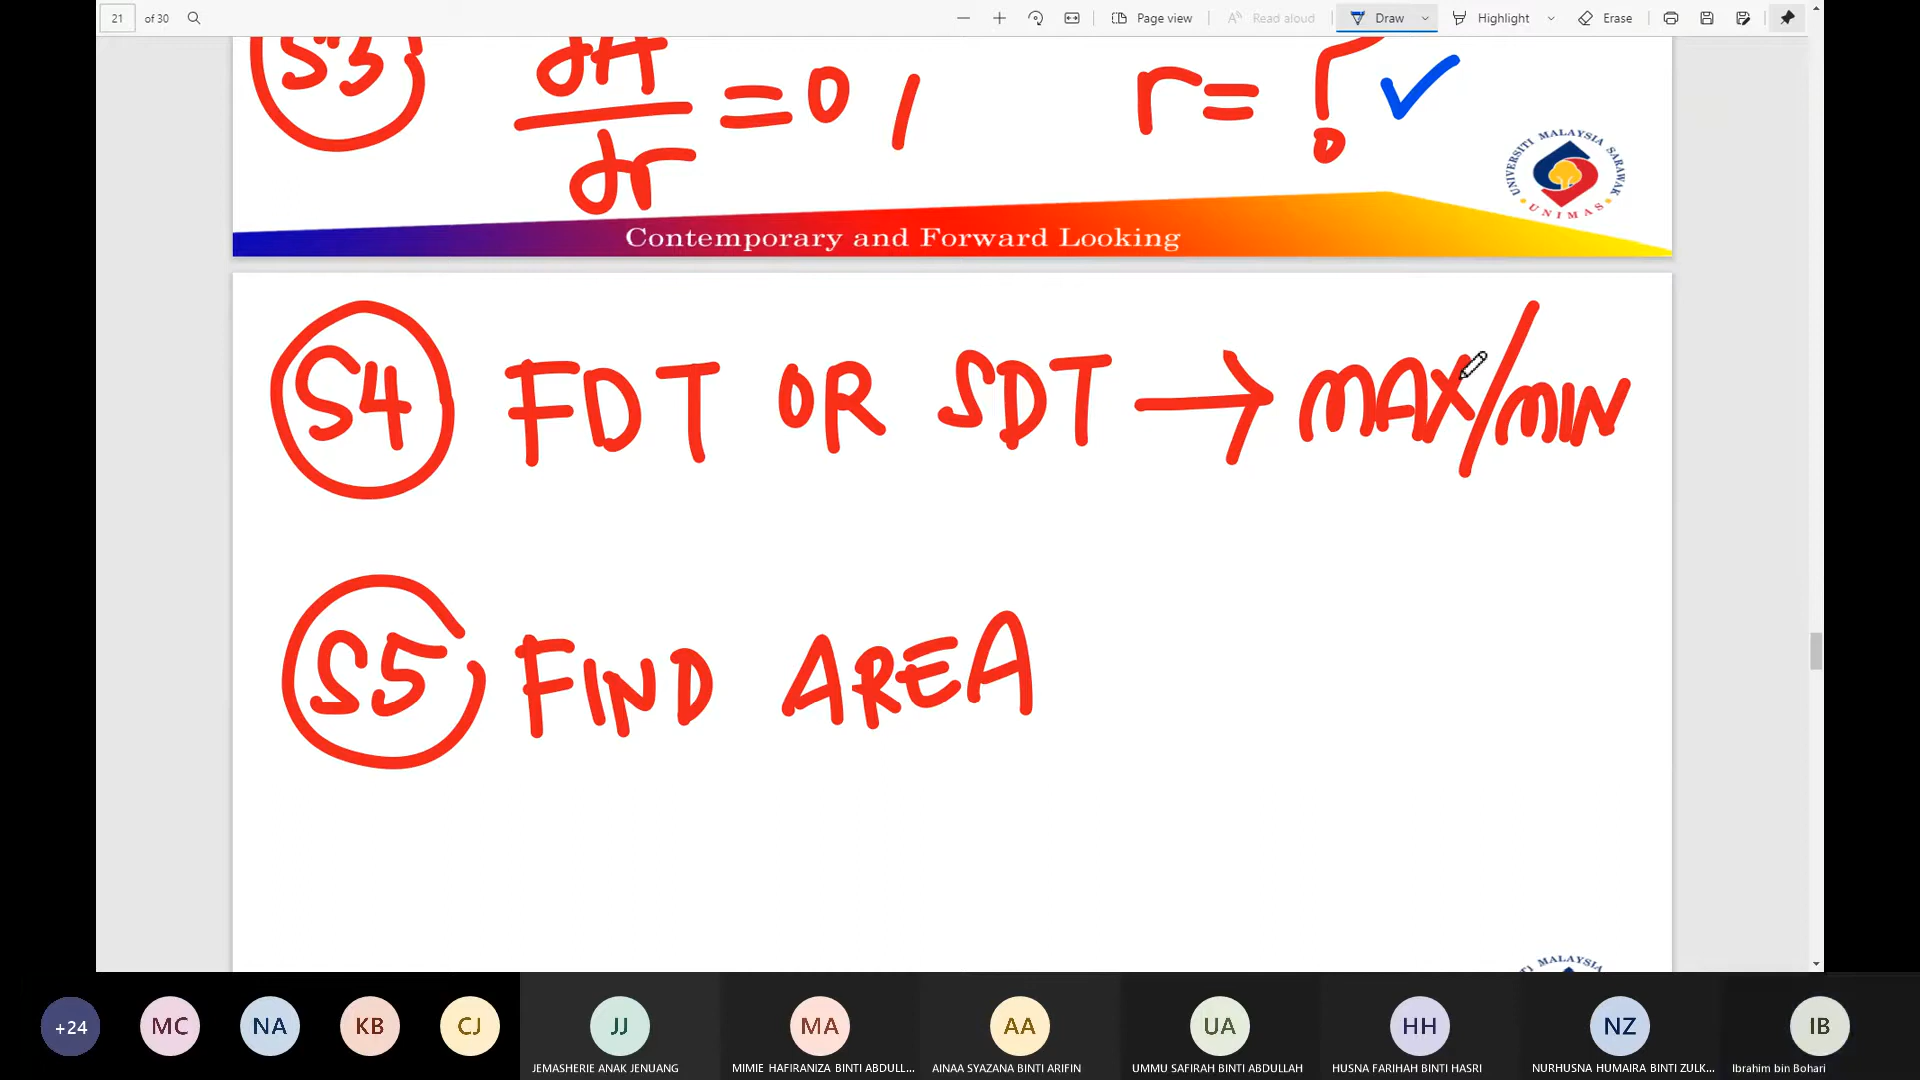 21 of 30 Page view Read aloud Draw Highlight Erase
S3 dA/dr = 0, r = ?
UNIVERSITI MALAYSIA SARAWAK
UNIMAS
Contemporary and Forward Looking
S4 FDT OR SDT → MAX/MIN
S5 FIND AREA
MALAYSIA
+24 MC NA KB CJ JJ MA AA UA HH NZ IB
JEMASHERIE ANAK JENUANG MIMIE HAFIRANIZA BINTI ABDULL... AINAA SYAZANA BINTI ARIFIN UMMU SAFIRAH BINTI ABDULLAH HUSNA FARIHAH BINTI HASRI NURHUSNA HUMAIRA BINTI ZULK... Ibrahim bin Bohari